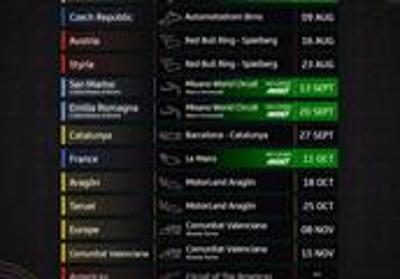 Czech Republic Automotodrom Brno 09 AUG
Austria Red Bull Ring - Spielberg 16 AUG
Styria Red Bull Ring - Spielberg 23 AUG
San Marino Misano World Circuit 13 SEPT
Emilia Romagna Misano World Circuit 20 SEPT
Catalunya Barcelona - Catalunya 27 SEPT
France Le Mans 11 OCT
Aragón MotorLand Aragón 18 OCT
Teruel MotorLand Aragón 25 OCT
Europe Comunitat Valenciana 08 NOV
Comunitat Valenciana Comunitat Valenciana 15 NOV